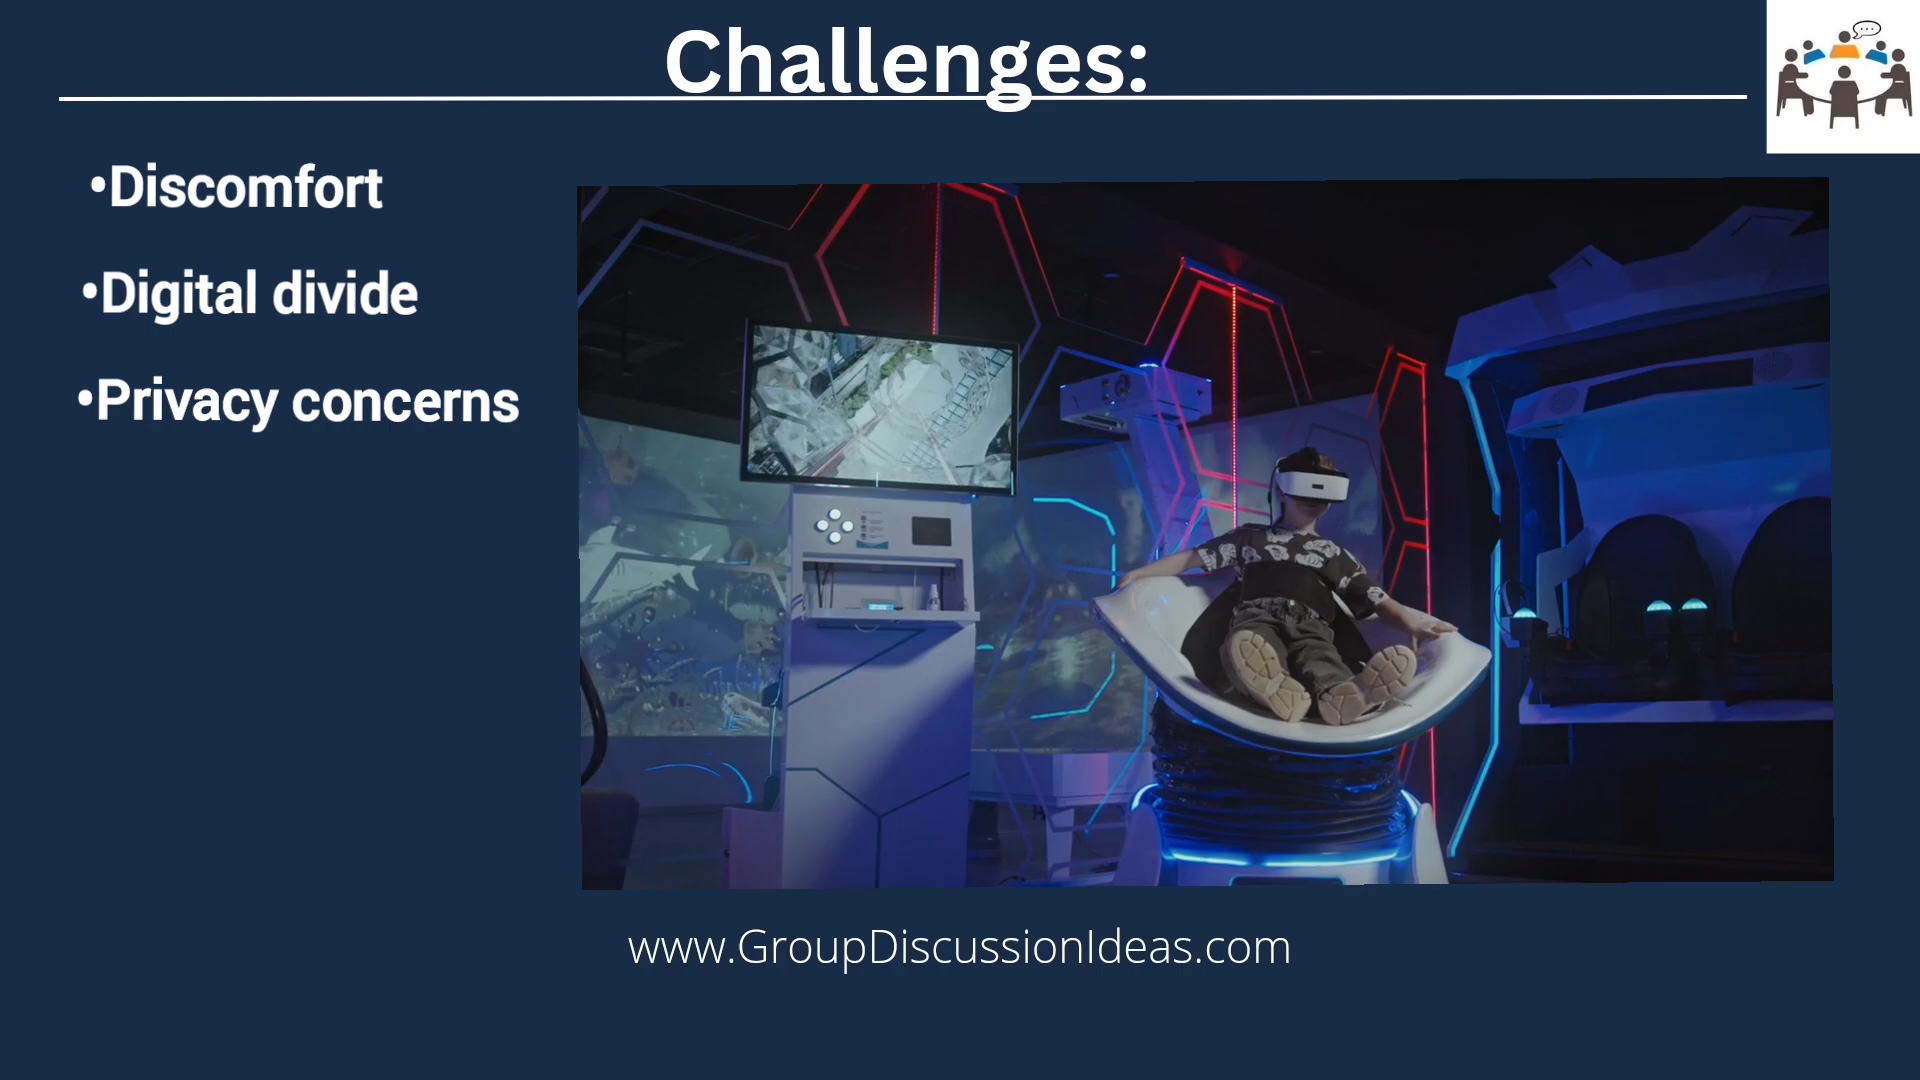 Challenges:
•Discomfort
•Digital divide
•Privacy concerns
www.GroupDiscussionIdeas.com